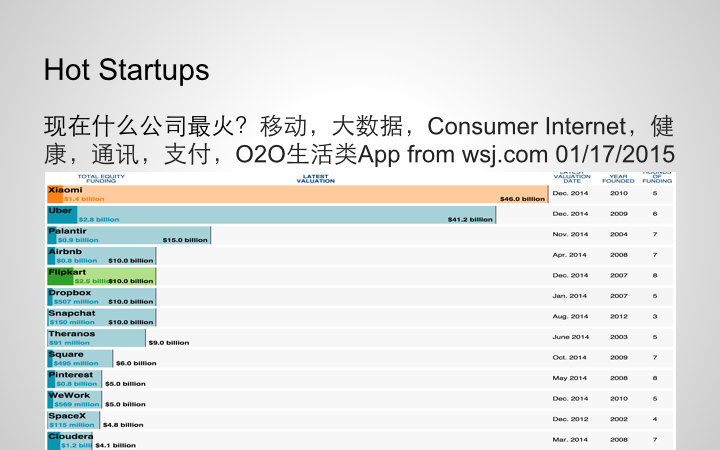 Hot Startups
现在什么公司最火？移动，大数据，Consumer Internet，健
康，通讯，支付，O2O生活类App from wsj.com 01/17/2015
TOTAL EQUITY FUNDING LATEST VALUATION LATEST VALUATION DATE YEAR FOUNDED ROUNDS OF FUNDING
Xiaomi
$1.4 billion $46.0 billion Dec. 2014 2010 5
Uber
$2.8 billion $41.2 billion Dec. 2014 2009 6
Palantir
$0.9 billion $15.0 billion Nov. 2014 2004 7
Airbnb
$0.8 billion $10.0 billion Apr. 2014 2008 7
Flipkart
$2.5 billi $10.0 billion Dec. 2014 2007 8
Dropbox
$507 million $10.0 billion Jan. 2014 2007 5
Snapchat
$150 million $10.0 billion Aug. 2014 2012 3
Theranos
$91 million $9.0 billion June 2014 2003 5
Square
$495 million $6.0 billion Oct. 2014 2009 7
Pinterest
$0.8 billion $5.0 billion May 2014 2008 8
WeWork
$569 million $5.0 billion Dec. 2014 2010 5
SpaceX
$115 million $4.8 billion Dec. 2012 2002 4
Cloudera
$1.2 billi $4.1 billion Mar. 2014 2008 7